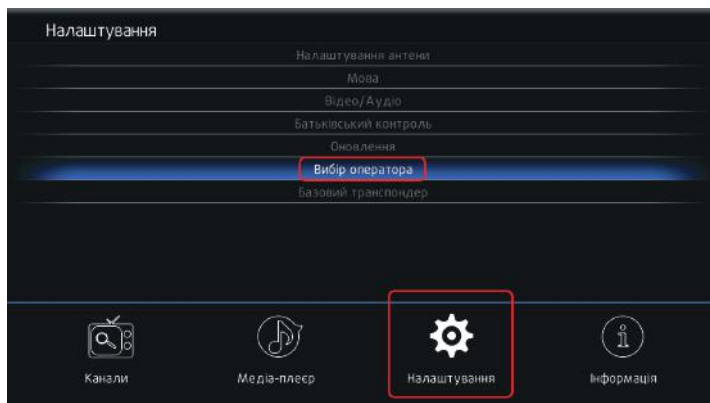 Налаштування
Налаштування антени
Мова
Відео/Аудіо
Батьківський контроль
Оновлення
Вибір оператора
Базовий транспондер
Канали
Медіа-плеєр
Налаштування
Інформація